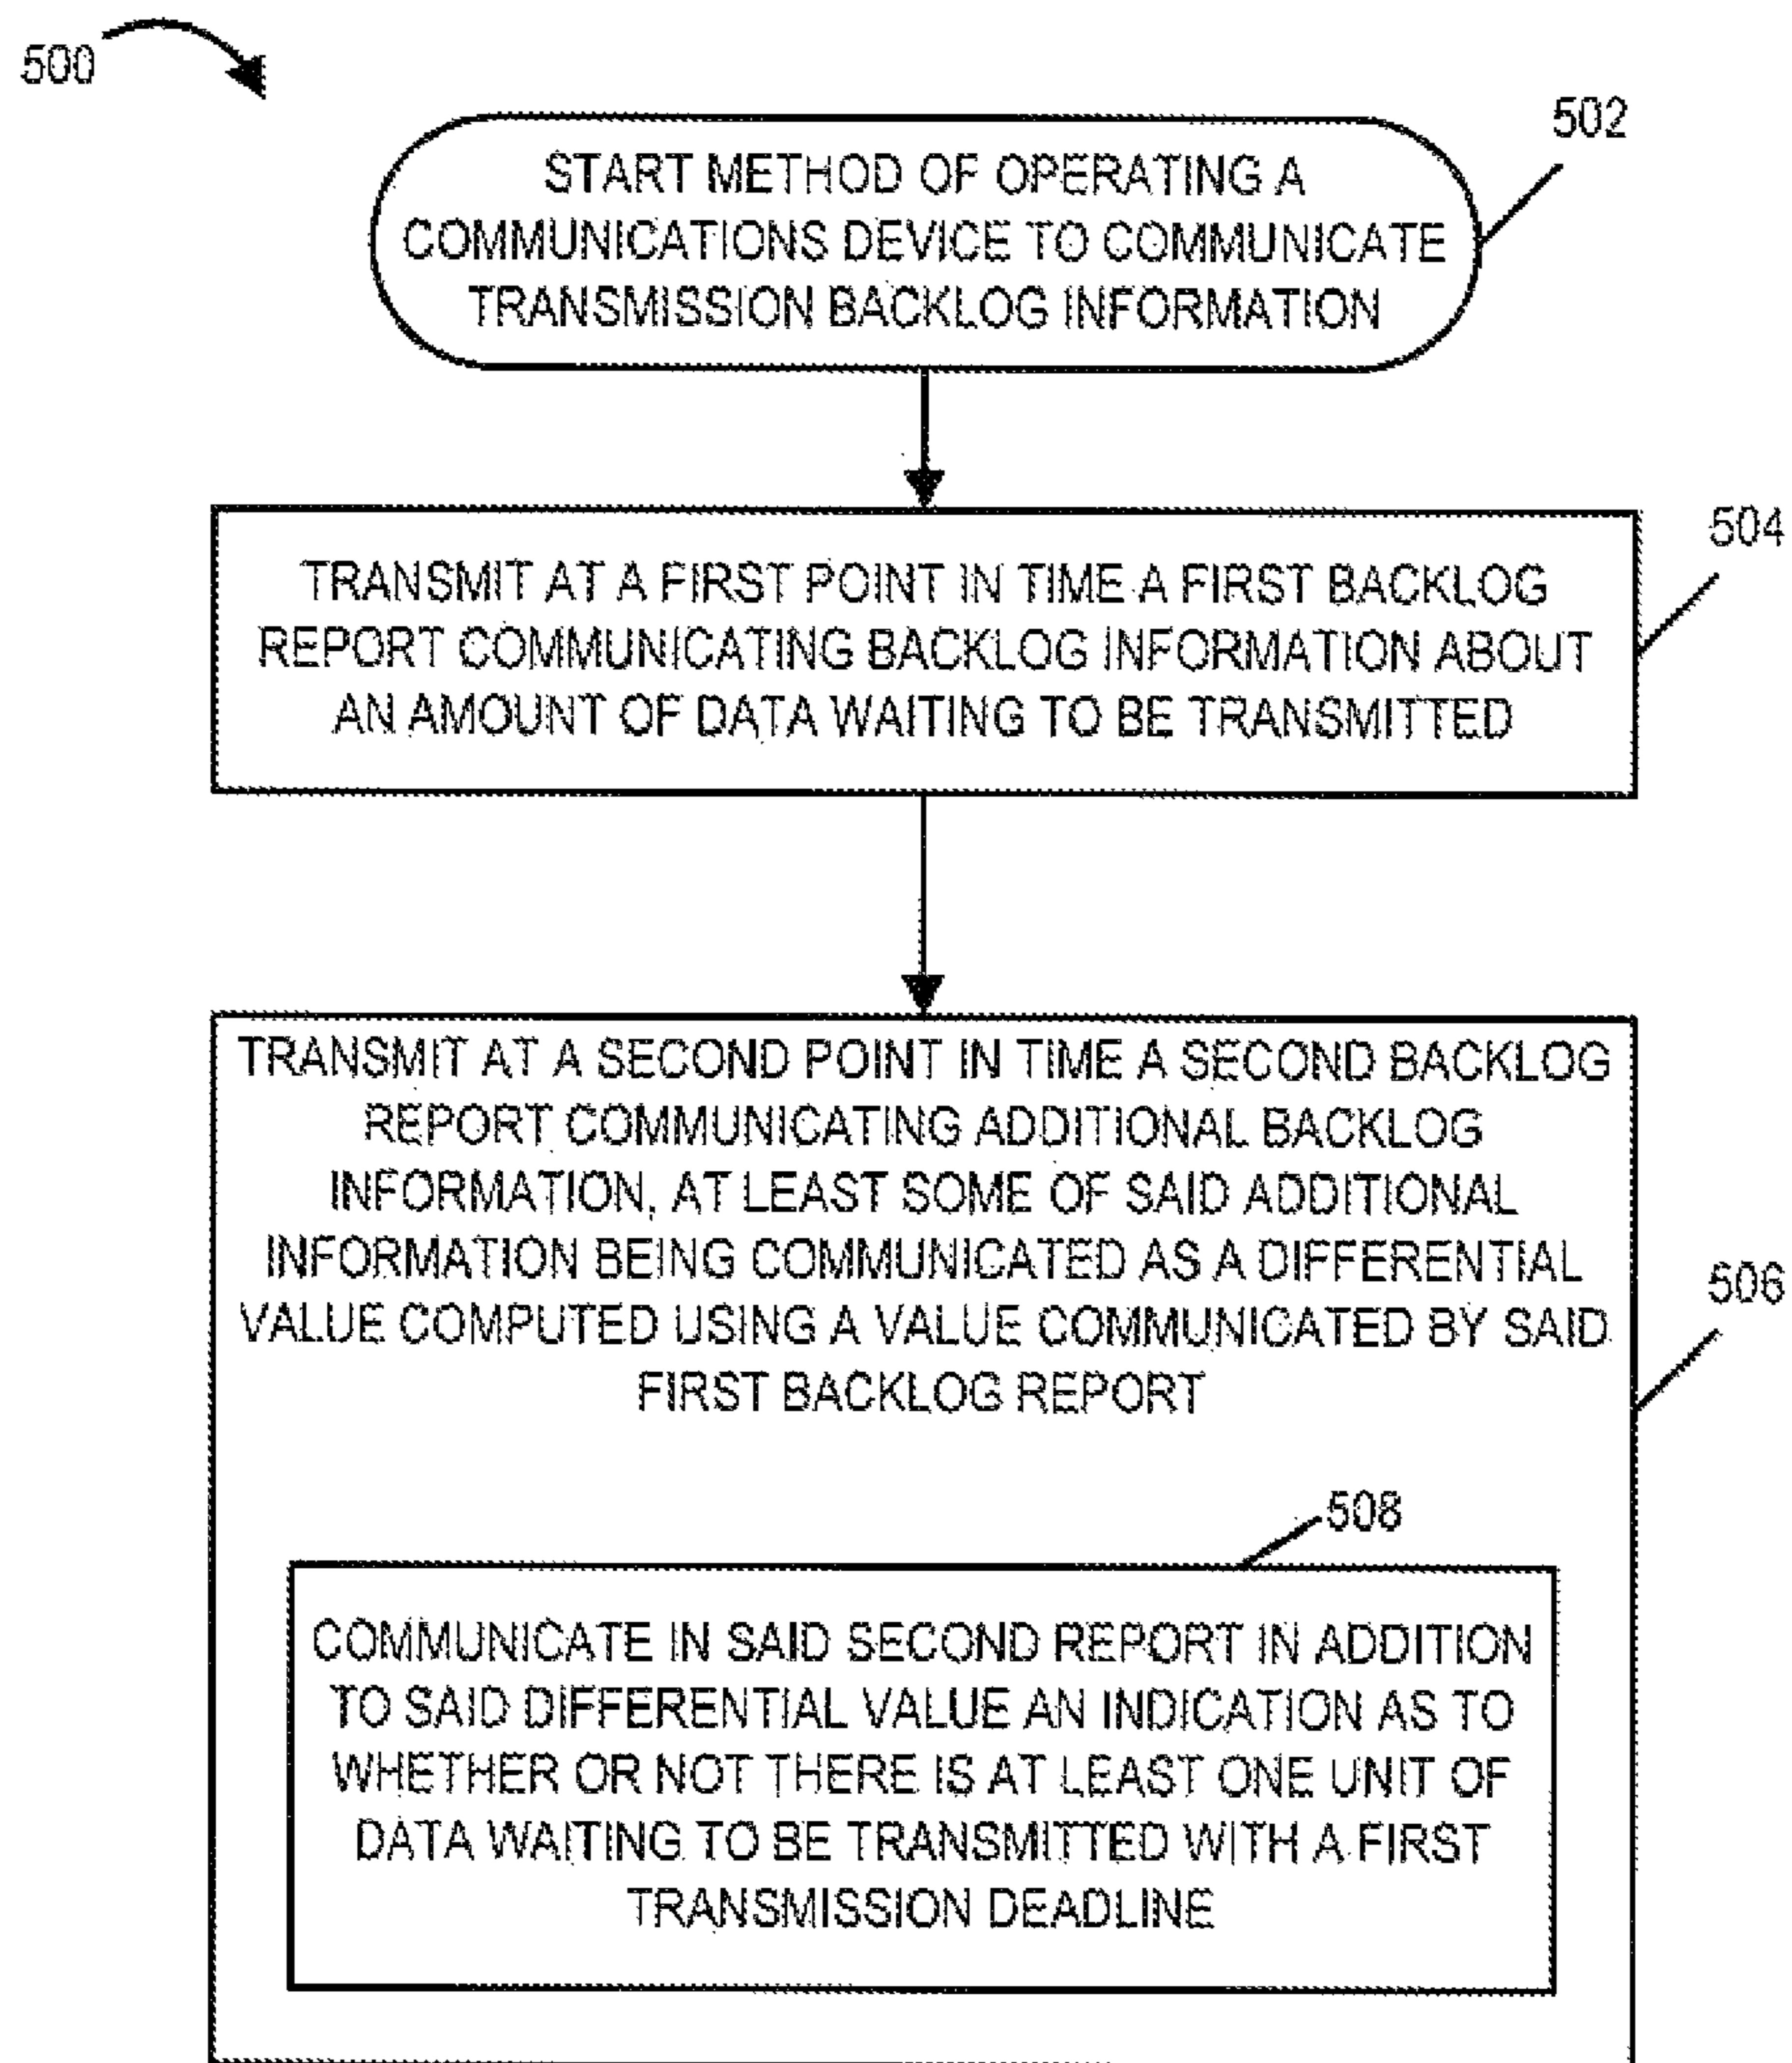 500
502
START METHOD OF OPERATING A
COMMUNICATIONS DEVICE TO COMMUNICATE
TRANSMISSION BACKLOG INFORMATION
504
TRANSMIT AT A FIRST POINT IN TIME A FIRST BACKLOG
REPORT COMMUNICATING BACKLOG INFORMATION ABOUT
AN AMOUNT OF DATA WAITING TO BE TRANSMITTED
506
TRANSMIT AT A SECOND POINT IN TIME A SECOND BACKLOG
REPORT COMMUNICATING ADDITIONAL BACKLOG
INFORMATION, AT LEAST SOME OF SAID ADDITIONAL
INFORMATION BEING COMMUNICATED AS A DIFFERENTIAL
VALUE COMPUTED USING A VALUE COMMUNICATED BY SAID
FIRST BACKLOG REPORT
508
COMMUNICATE IN SAID SECOND REPORT IN ADDITION
TO SAID DIFFERENTIAL VALUE AN INDICATION AS TO
WHETHER OR NOT THERE IS AT LEAST ONE UNIT OF
DATA WAITING TO BE TRANSMITTED WITH A FIRST
TRANSMISSION DEADLINE